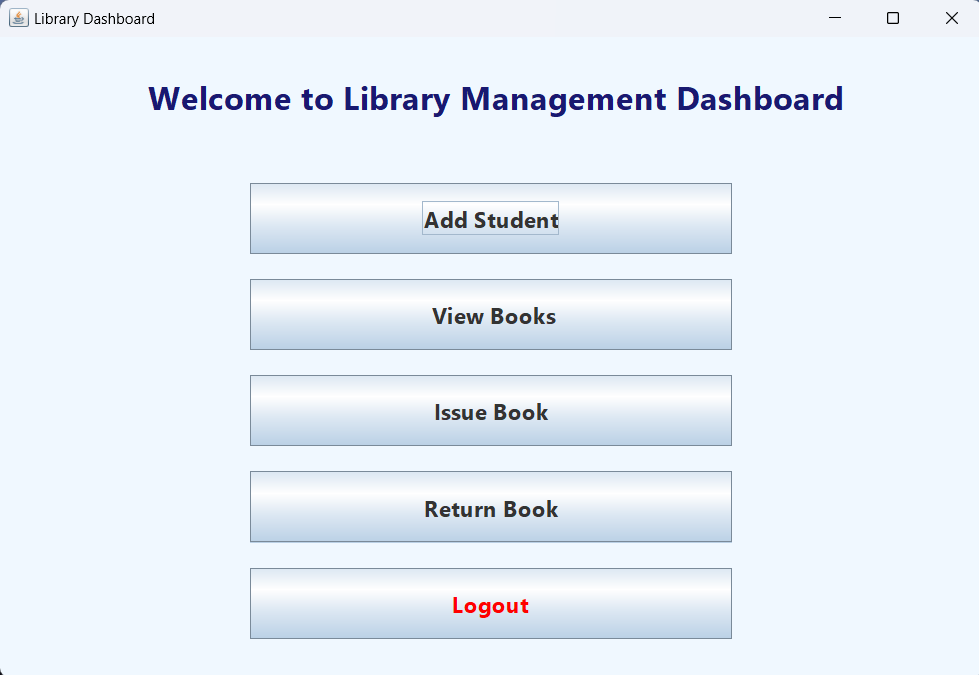 Library Dashboard
Welcome to Library Management Dashboard
Add Student
View Books
Issue Book
Return Book
Logout